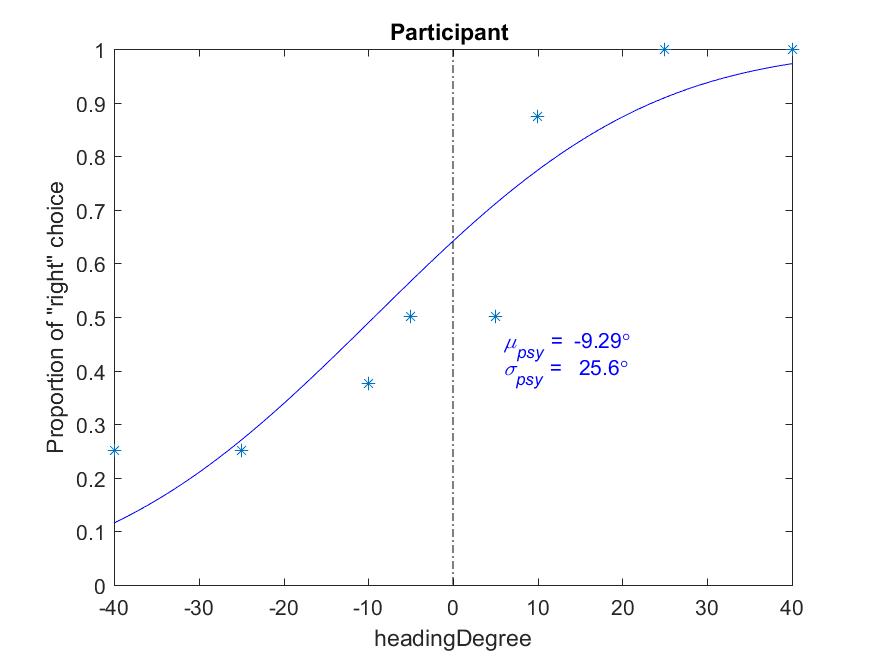 Participant
Proportion of "right" choice
1
0.9
0.8
0.7
0.6
0.5
0.4
0.3
0.2
0.1
0
μpsy = -9.29°
σpsy = 25.6°
-40 -30 -20 -10 0 10 20 30 40
headingDegree